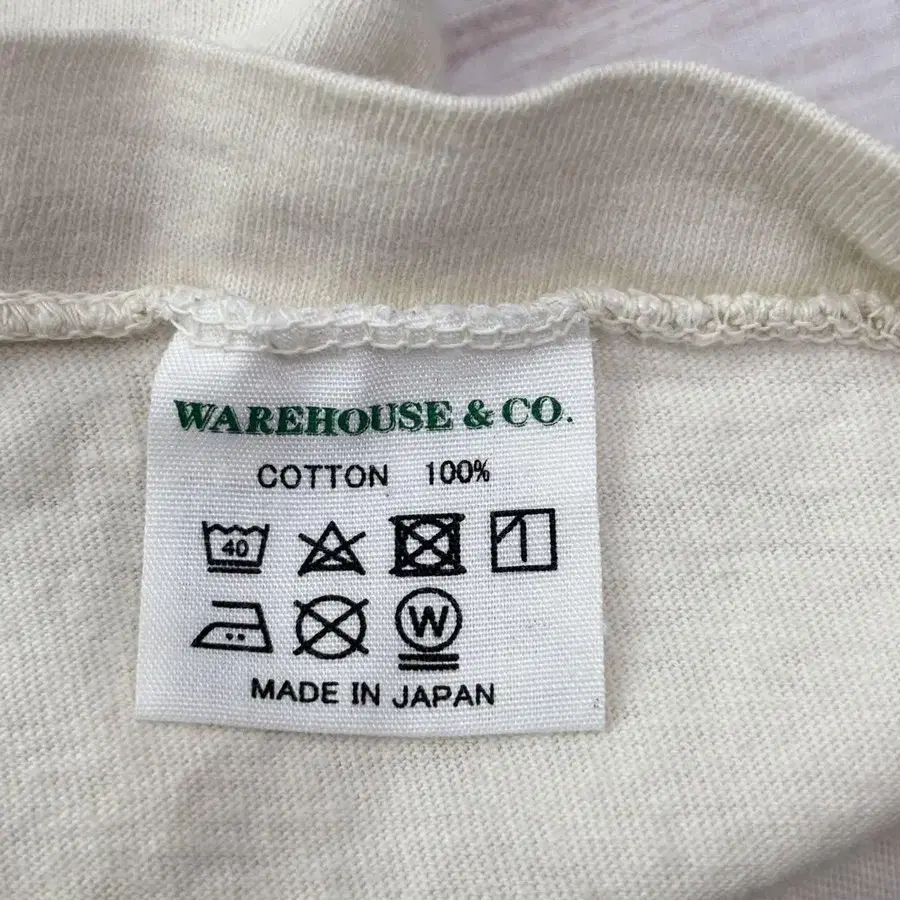 WAREHOUSE & CO.
COTTON 100%
40
W
MADE IN JAPAN